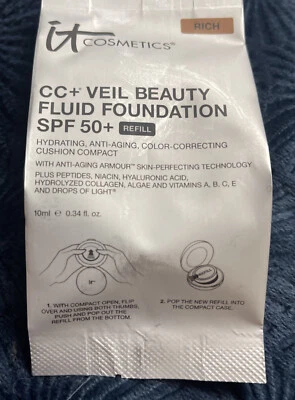 RICH
it COSMETICS®
CC+ VEIL BEAUTY
FLUID FOUNDATION
SPF 50+ REFILL
HYDRATING, ANTI-AGING, COLOR-CORRECTING
CUSHION COMPACT
WITH ANTI-AGING ARMOUR™ SKIN-PERFECTING TECHNOLOGY
PLUS PEPTIDES, NIACIN, HYALURONIC ACID,
HYDROLYZED COLLAGEN, ALGAE AND VITAMINS A, B, C, E
AND DROPS OF LIGHT®
10ml ℮ 0.34 fl. oz.
1. WITH COMPACT OPEN, FLIP
OVER AND USING BOTH THUMBS,
PUSH AND POP OUT THE
REFILL FROM THE BOTTOM.
2. POP THE NEW REFILL INTO
THE COMPACT CASE.